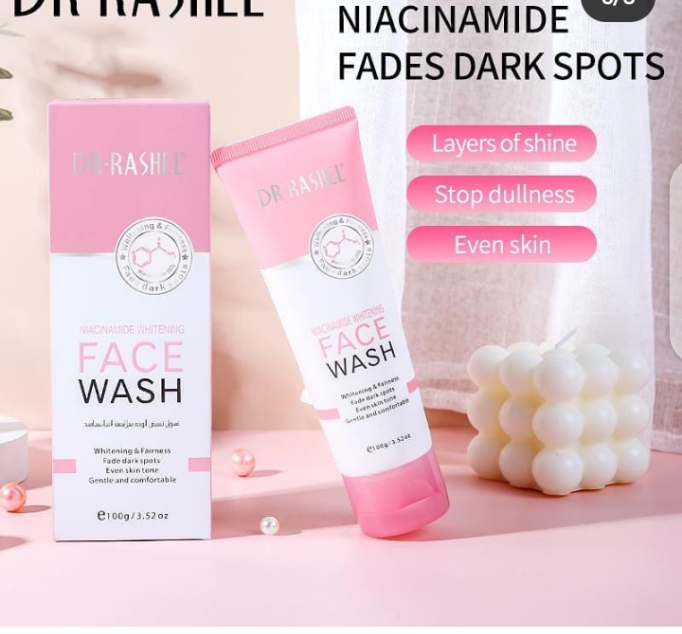 DR·RASHEL
NIACINAMIDE
FADES DARK SPOTS
Layers of shine
Stop dullness
Even skin
DR·RASHEL
NIACINAMIDE WHITENING
FACE
WASH
Whitening & Fairness
Fade dark spots
Even skin tone
Gentle and comfortable
℮100g/3.52oz
DR·RASHEL
NIACINAMIDE WHITENING
FACE
WASH
Whitening & Fairness
Fade dark spots
Even skin tone
Gentle and comfortable
℮100g/3.52oz